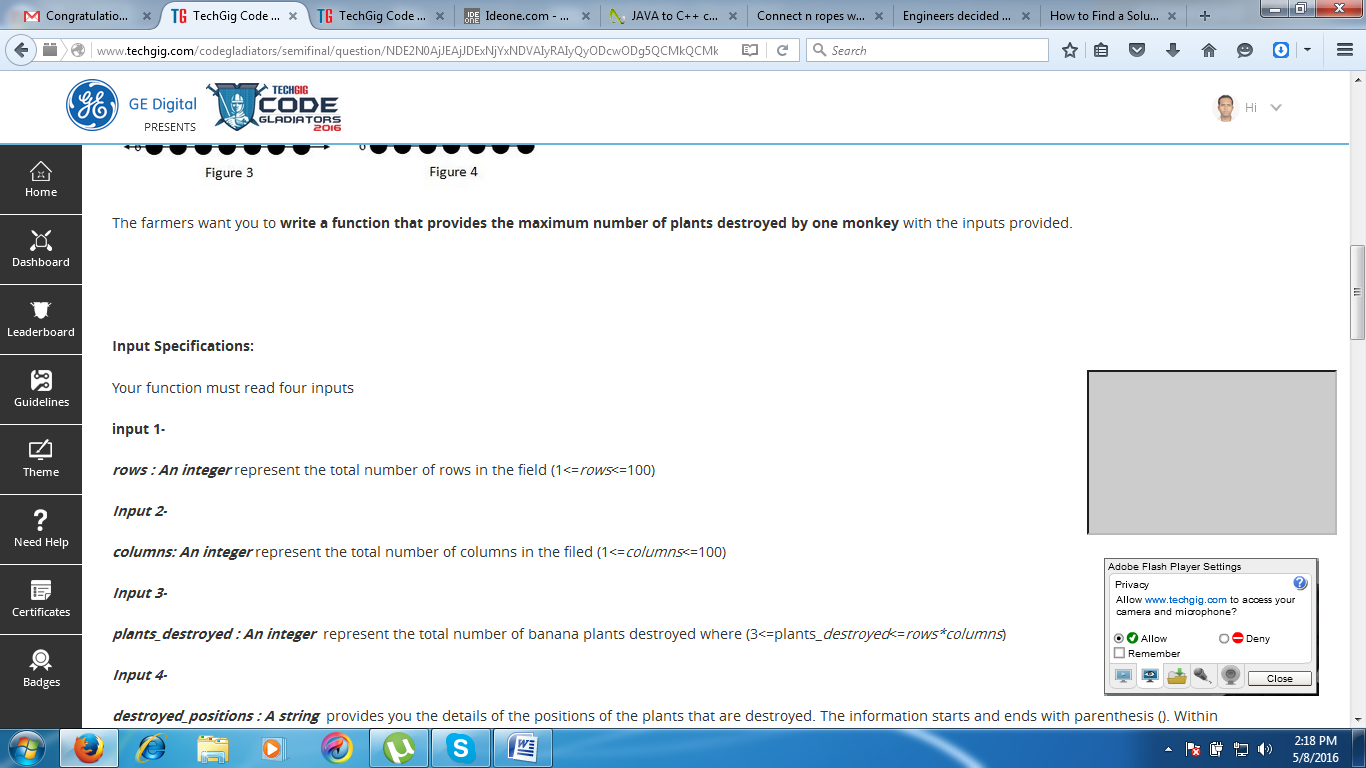 Congratulatio...
TechGig Code ...
TechGig Code ...
Ideone.com - ...
JAVA to C++ c...
Connect n ropes w...
Engineers decided ...
How to Find a Solu...
www.techgig.com/codegladiators/semifinal/question/NDE2N0AjJEAjJDExNjYxNDVAIyRAIyQyODcwODg5QCMkQCMk
Search
GE Digital
PRESENTS
TECHGIG
CODE
GLADIATORS
2016
Hi
Home
Dashboard
Leaderboard
Guidelines
Theme
Need Help
Certificates
Badges
0
0
Figure 3
Figure 4
The farmers want you to write a function that provides the maximum number of plants destroyed by one monkey with the inputs provided.
Input Specifications:
Your function must read four inputs
input 1-
rows : An integer represent the total number of rows in the field (1<=rows<=100)
Input 2-
columns: An integer represent the total number of columns in the filed (1<=columns<=100)
Input 3-
plants_destroyed : An integer represent the total number of banana plants destroyed where (3<=plants_destroyed<=rows*columns)
Input 4-
destroyed_positions : A string provides you the details of the positions of the plants that are destroyed. The information starts and ends with parenthesis (). Within
Adobe Flash Player Settings
Privacy
Allow www.techgig.com to access your
camera and microphone?
Allow
Deny
Remember
Close
2:18 PM
5/8/2016